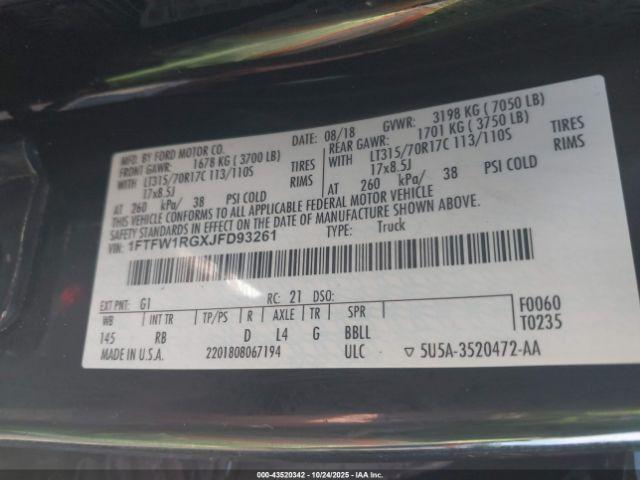 MFD. BY FORD MOTOR CO. DATE: 08/18 GVWR: 3198 KG ( 7050 LB)
FRONT GAWR: 1678 KG ( 3700 LB) REAR GAWR: 1701 KG ( 3750 LB)
WITH LT315/70R17C 113/110S TIRES WITH LT315/70R17C 113/110S TIRES
17x8.5J RIMS 17x8.5J RIMS
AT 260 kPa/ 38 PSI COLD AT 260 kPa/ 38 PSI COLD
THIS VEHICLE CONFORMS TO ALL APPLICABLE FEDERAL MOTOR VEHICLE
SAFETY STANDARDS IN EFFECT ON THE DATE OF MANUFACTURE SHOWN ABOVE.
VIN: 1FTFW1RGXJFD93261 TYPE: Truck
EXT PNT: G1 RC: 21 DSO: F0060
WB INT TR TP/PS R AXLE TR SPR T0235
145 RB D L4 G BBLL
MADE IN U.S.A. 2201808067194 ULC ▽ 5U5A-3520472-AA
000-43520342 - 10/24/2025 - IAA Inc.